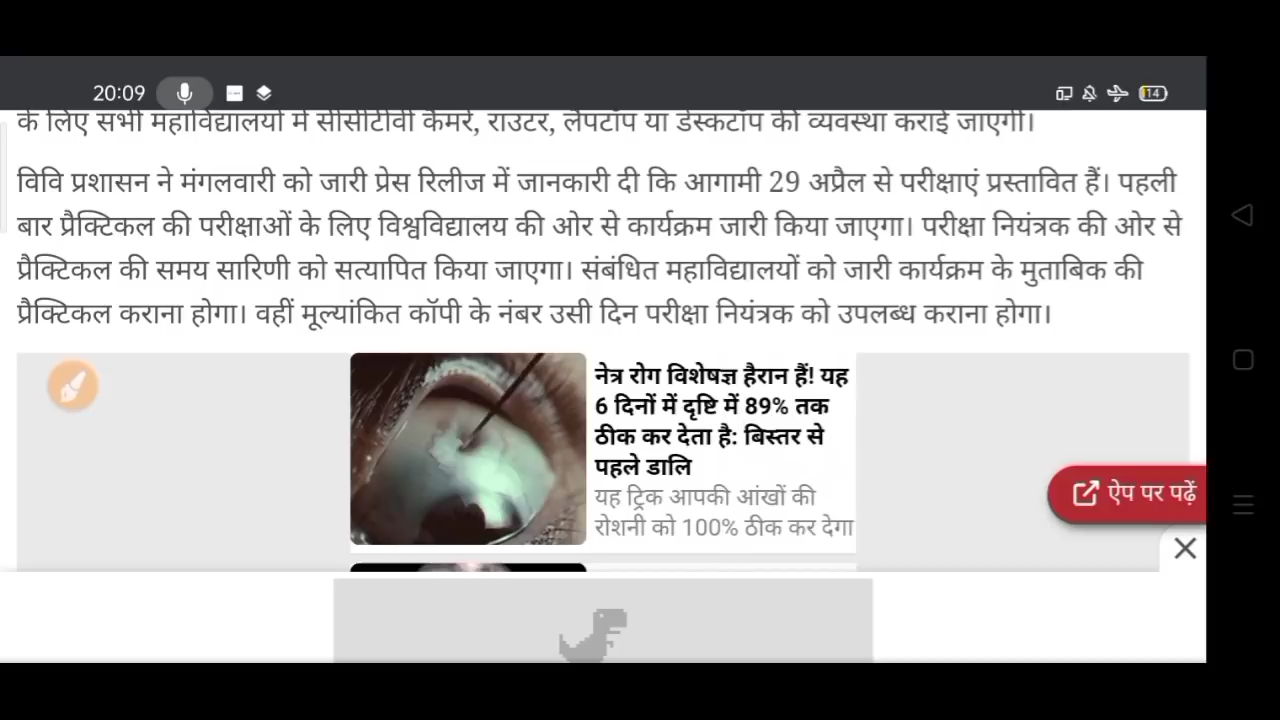 20:09
14
के लिए सभी महाविद्यालयों में सीसीटीवी कैमरे, राउटर, लैपटॉप या डेस्कटॉप की व्यवस्था कराई जाएगी।
विवि प्रशासन ने मंगलवारी को जारी प्रेस रिलीज में जानकारी दी कि आगामी 29 अप्रैल से परीक्षाएं प्रस्तावित हैं। पहली
बार प्रैक्टिकल की परीक्षाओं के लिए विश्वविद्यालय की ओर से कार्यक्रम जारी किया जाएगा। परीक्षा नियंत्रक की ओर से
प्रैक्टिकल की समय सारिणी को सत्यापित किया जाएगा। संबंधित महाविद्यालयों को जारी कार्यक्रम के मुताबिक की
प्रैक्टिकल कराना होगा। वहीं मूल्यांकित कॉपी के नंबर उसी दिन परीक्षा नियंत्रक को उपलब्ध कराना होगा।
नेत्र रोग विशेषज्ञ हैरान हैं! यह
6 दिनों में दृष्टि में 89% तक
ठीक कर देता है: बिस्तर से
पहले डालि
यह ट्रिक आपकी आंखों की
रोशनी को 100% ठीक कर देगा
ऐप पर पढ़ें